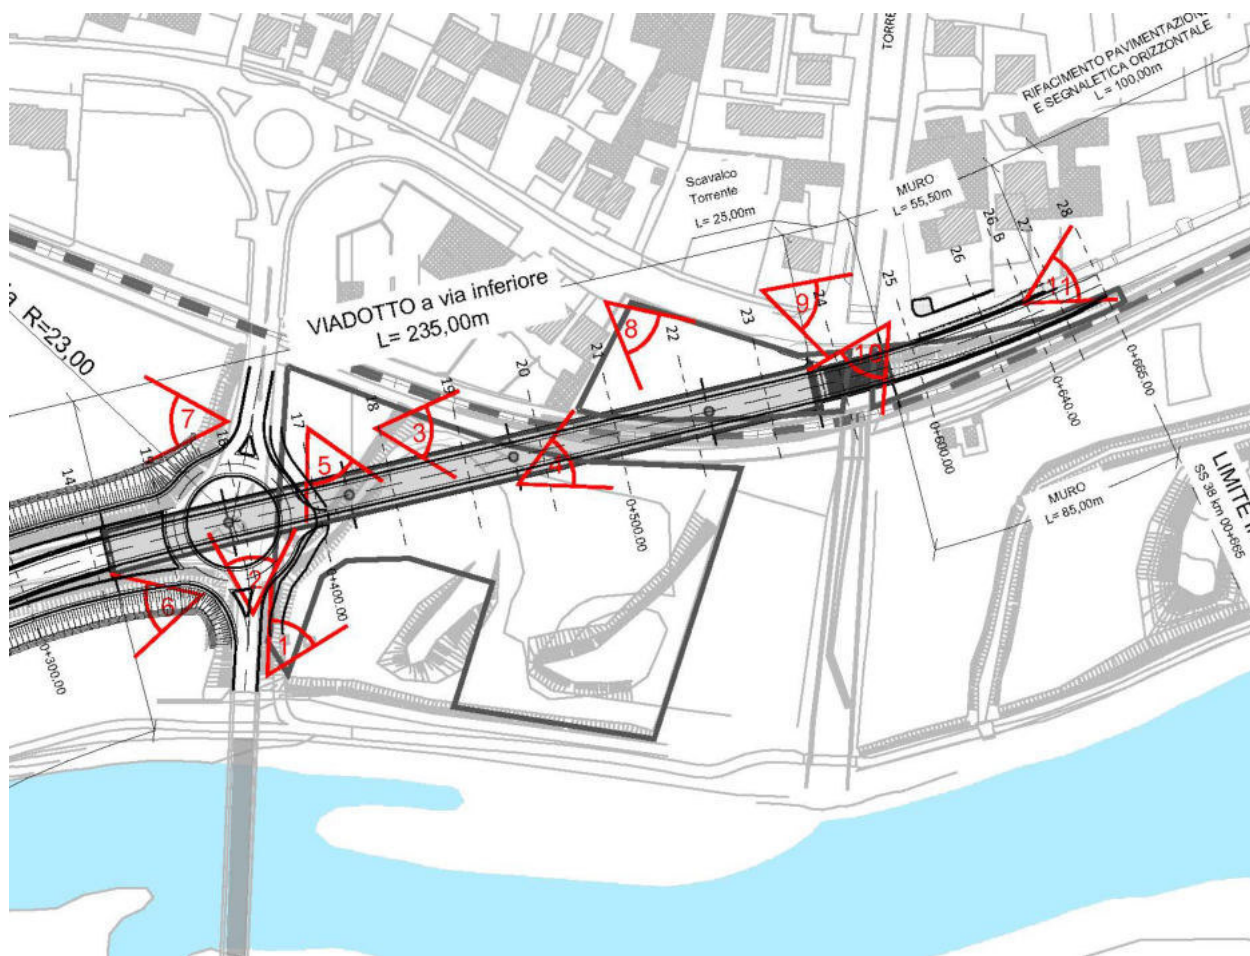 TORRE
RIFACIMENTO PAVIMENTAZION
E SEGNALETICA ORIZZONTALE
L = 100,00m
Scavalco
Torrente
L= 25,00m
MURO
L= 55,50m
VIADOTTO a via inferiore
L= 235,00m
R=23,00
14
15
16
17
18
19
20
21
22
23
24
25
26
26_B
27
28
1
2
3
4
5
6
7
8
9
10
11
0+300.00
0+400.00
0+500.00
0+600.00
0+640.00
0+665.00
MURO
L= 85,00m
LIMITE
SS 38 km 00+665